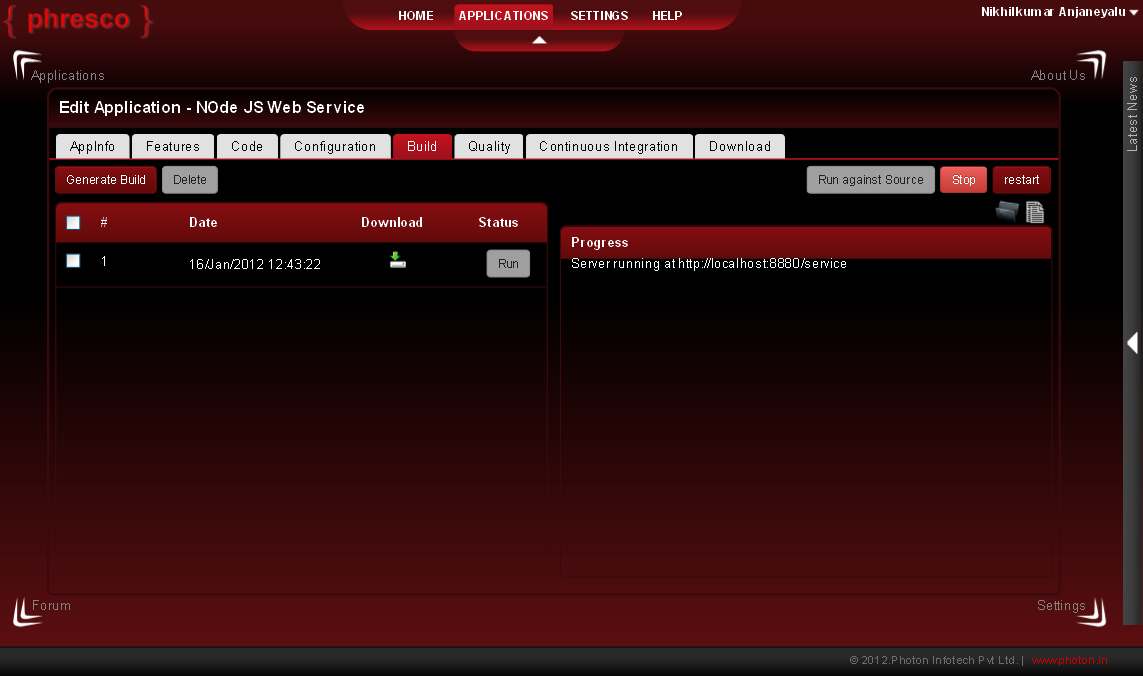 { phresco }
HOME APPLICATIONS SETTINGS HELP
Nikhilkumar Anjaneyalu
Applications
About Us
Latest News
Edit Application - NOde JS Web Service
AppInfo Features Code Configuration Build Quality Continuous Integration Download
Generate Build Delete
Run against Source Stop restart
# Date Download Status
1 16/Jan/2012 12:43:22 Run
Progress
Server running at http://localhost:8880/service
Forum
Settings
© 2012.Photon Infotech Pvt Ltd. | www.photon.in